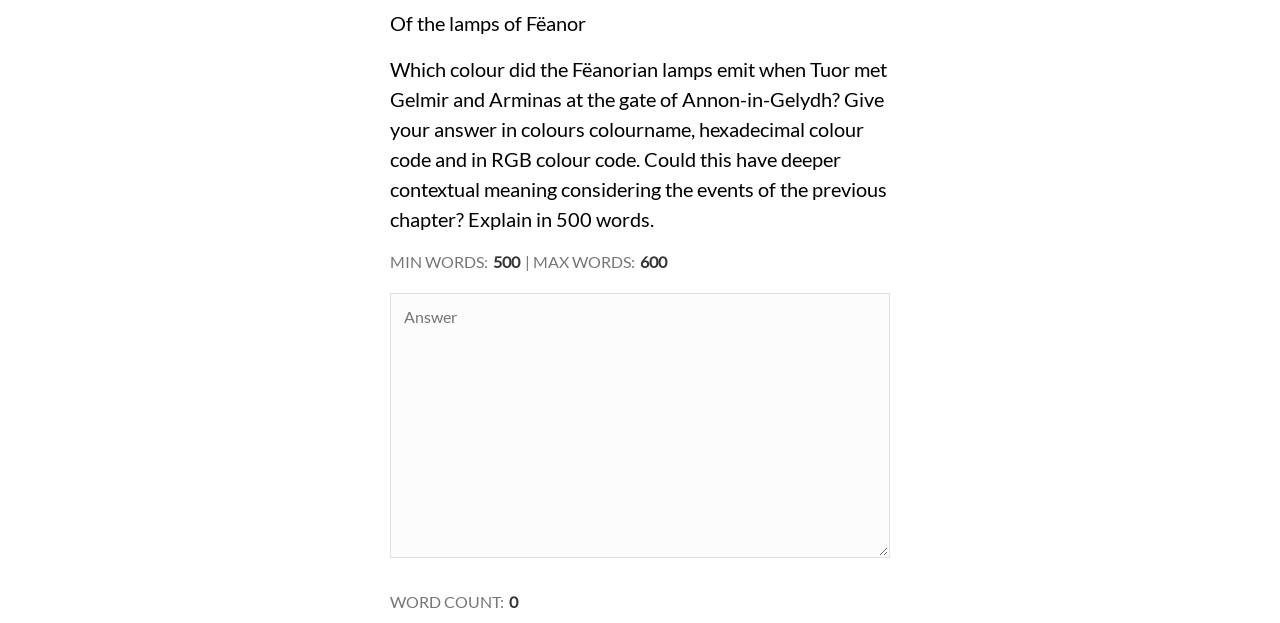 Of the lamps of Fëanor
Which colour did the Fëanorian lamps emit when Tuor met
Gelmir and Arminas at the gate of Annon-in-Gelydh? Give
your answer in colours colourname, hexadecimal colour
code and in RGB colour code. Could this have deeper
contextual meaning considering the events of the previous
chapter? Explain in 500 words.
MIN WORDS: 500 | MAX WORDS: 600
Answer
WORD COUNT: 0